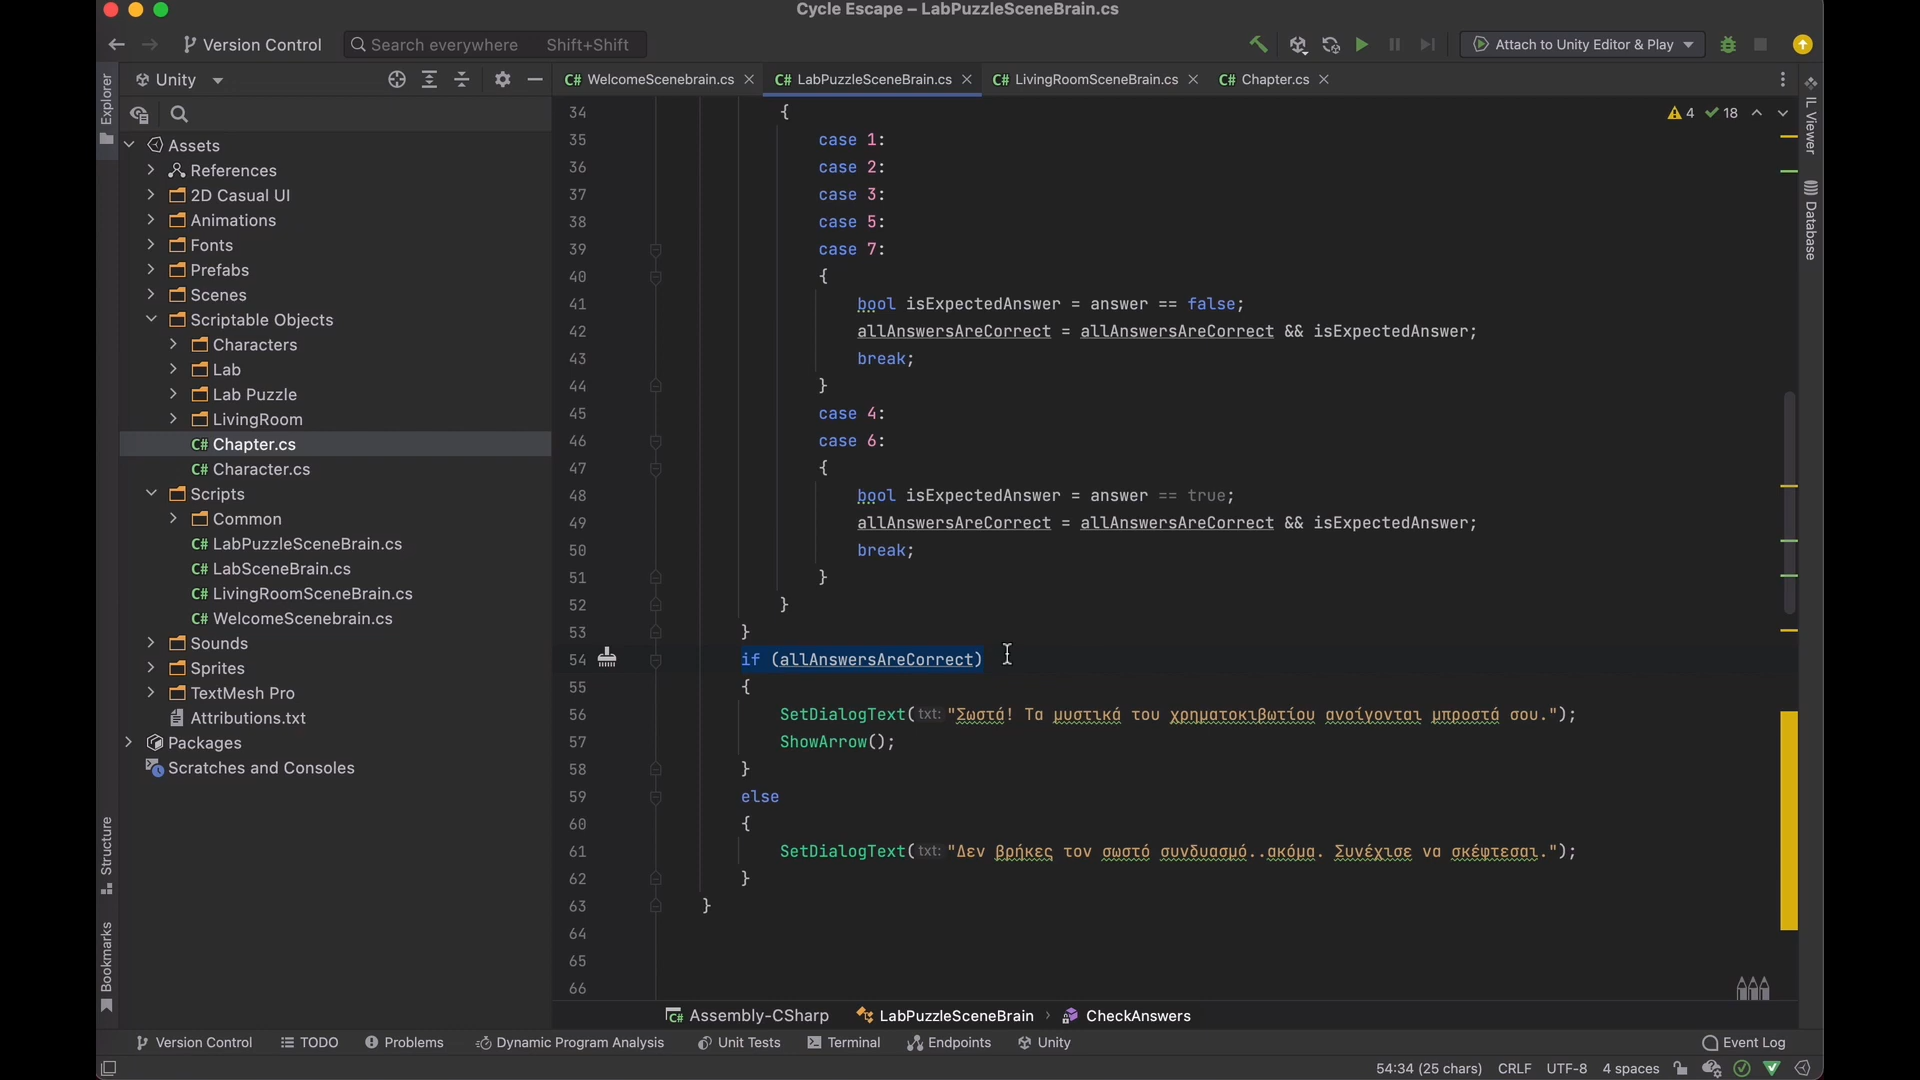 Cycle Escape – LabPuzzleSceneBrain.cs
Version Control
Search everywhere Shift+Shift
Attach to Unity Editor & Play
Explorer
Unity
C# WelcomeScenebrain.cs
C# LabPuzzleSceneBrain.cs
C# LivingRoomSceneBrain.cs
C# Chapter.cs
4 18
IL Viewer
Database
Assets
References
2D Casual UI
Animations
Fonts
Prefabs
Scenes
Scriptable Objects
Characters
Lab
Lab Puzzle
LivingRoom
C# Chapter.cs
C# Character.cs
Scripts
Common
C# LabPuzzleSceneBrain.cs
C# LabSceneBrain.cs
C# LivingRoomSceneBrain.cs
C# WelcomeScenebrain.cs
Sounds
Sprites
TextMesh Pro
Attributions.txt
Packages
Scratches and Consoles
Structure
Bookmarks
34 {
35 case 1:
36 case 2:
37 case 3:
38 case 5:
39 case 7:
40 {
41 bool isExpectedAnswer = answer == false;
42 allAnswersAreCorrect = allAnswersAreCorrect && isExpectedAnswer;
43 break;
44 }
45 case 4:
46 case 6:
47 {
48 bool isExpectedAnswer = answer == true;
49 allAnswersAreCorrect = allAnswersAreCorrect && isExpectedAnswer;
50 break;
51 }
52 }
53 }
54 if (allAnswersAreCorrect)
55 {
56 SetDialogText( txt: "Σωστά! Τα μυστικά του χρηματοκιβωτίου ανοίγονται μπροστά σου.");
57 ShowArrow();
58 }
59 else
60 {
61 SetDialogText( txt: "Δεν βρήκες τον σωστό συνδυασμό..ακόμα. Συνέχισε να σκέφτεσαι.");
62 }
63 }
64
65
66
C# Assembly-CSharp LabPuzzleSceneBrain CheckAnswers
Version Control TODO Problems Dynamic Program Analysis Unit Tests Terminal Endpoints Unity Event Log
54:34 (25 chars) CRLF UTF-8 4 spaces